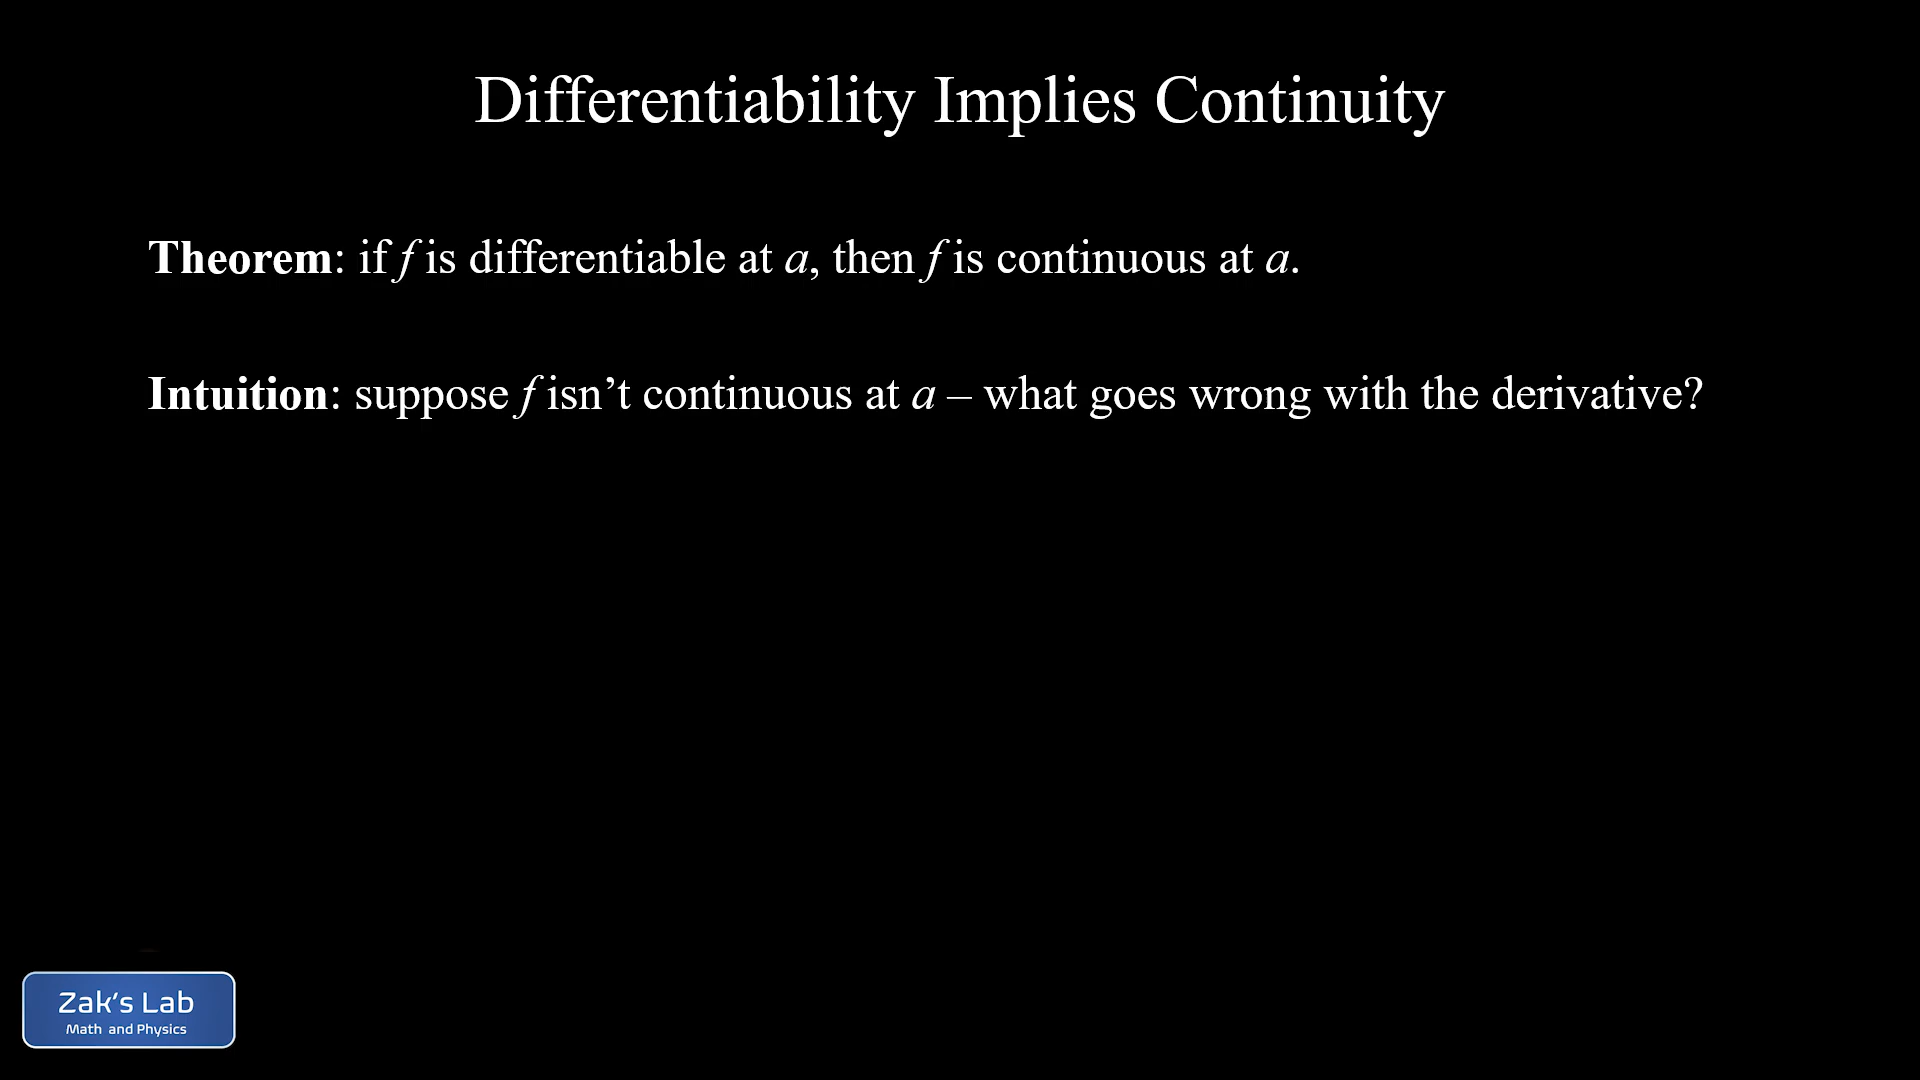 Differentiability Implies Continuity
Theorem: if f is differentiable at a, then f is continuous at a.
Intuition: suppose f isn’t continuous at a – what goes wrong with the derivative?
Zak’s Lab
Math and Physics